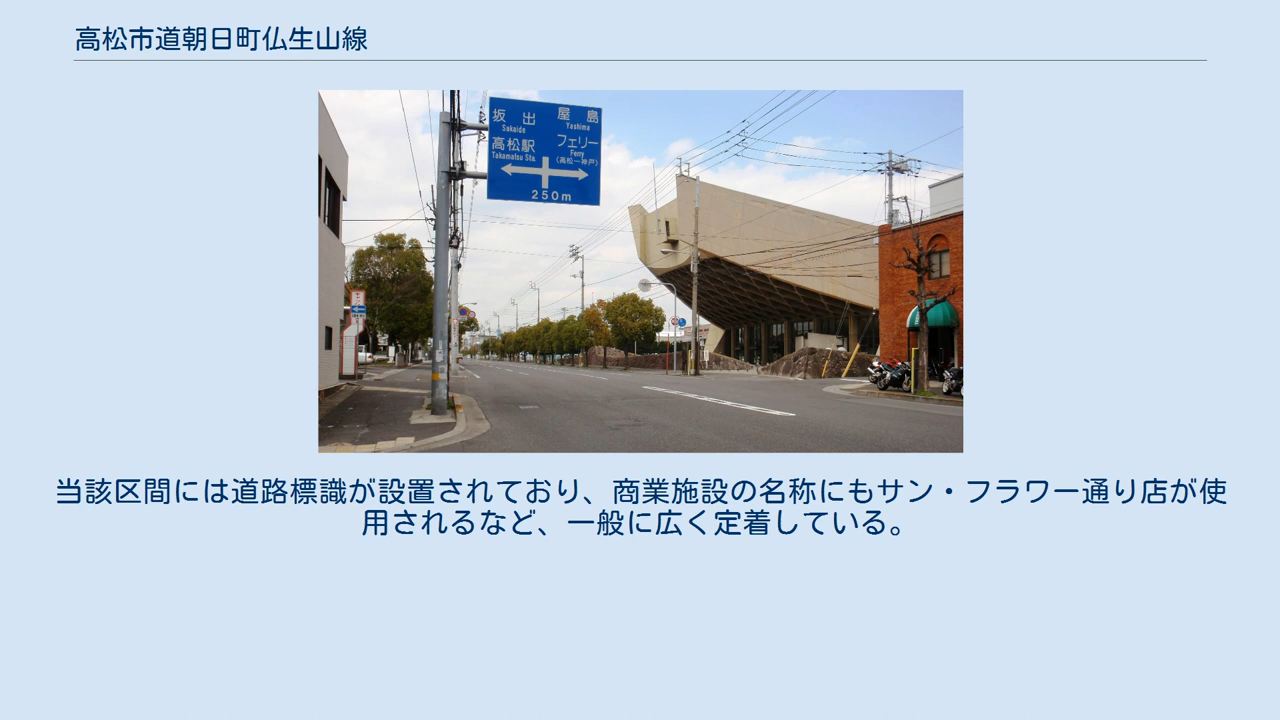 高松市道朝日町仏生山線
坂出 屋島
Sakaide Yashima
高松駅 フェリー
Takamatsu Sta. Ferry
(高松ー神戸)
250m
当該区間には道路標識が設置されており、商業施設の名称にもサン・フラワー通り店が使
用されるなど、一般に広く定着している。